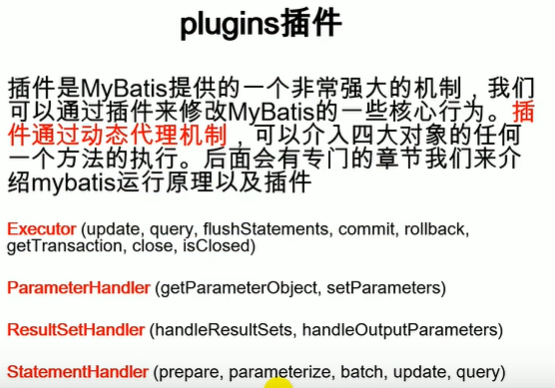 plugins插件
插件是MyBatis提供的一个非常强大的机制，我们
可以通过插件来修改MyBatis的一些核心行为。插
件通过动态代理机制，可以介入四大对象的任何
一个方法的执行。后面会有专门的章节我们来介
绍mybatis运行原理以及插件
Executor (update, query, flushStatements, commit, rollback,
getTransaction, close, isClosed)
ParameterHandler (getParameterObject, setParameters)
ResultSetHandler (handleResultSets, handleOutputParameters)
StatementHandler (prepare, parameterize, batch, update, query)